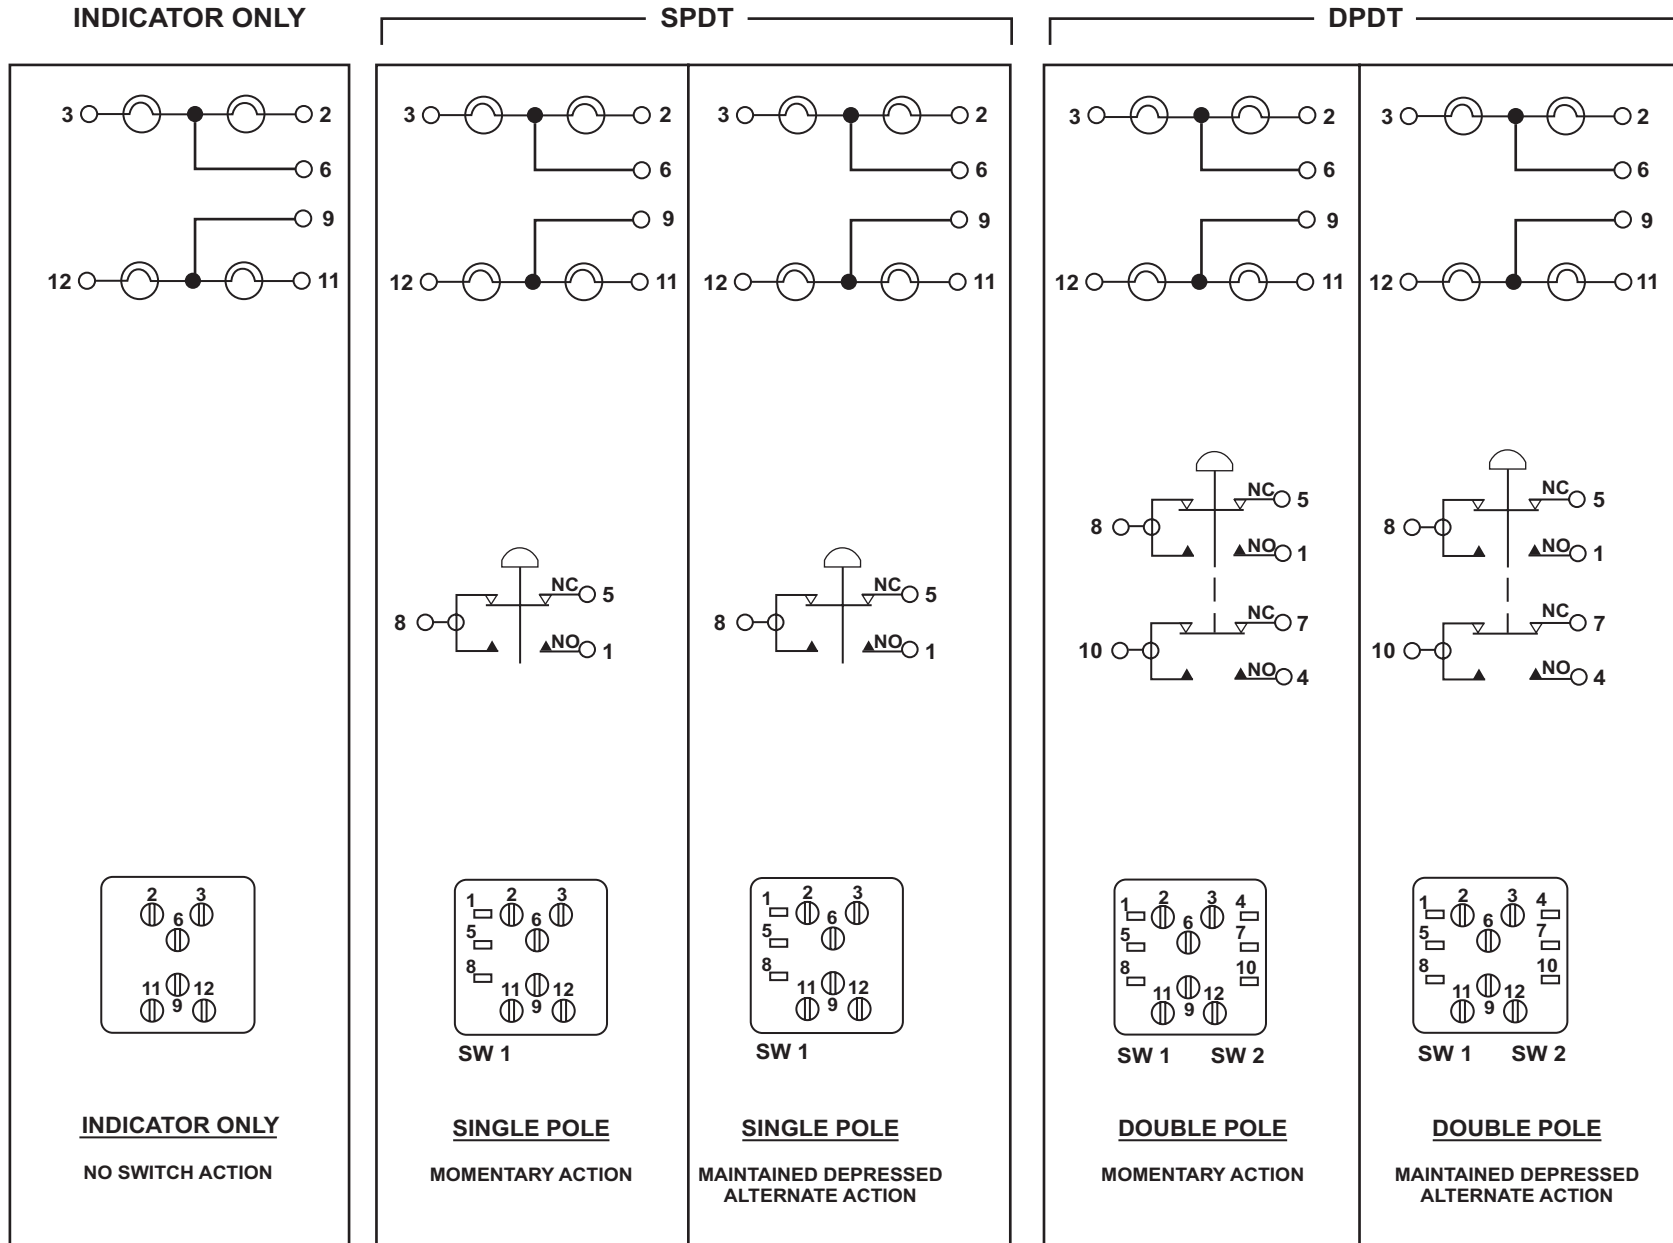 INDICATOR ONLY
SPDT
DPDT
3 2
6
9
12 11
2 3
6
11 12
9
INDICATOR ONLY
NO SWITCH ACTION
3 2
6
9
12 11
NC 5
8
NO 1
1 2 3
6
5
8
11 12
9
SW 1
SINGLE POLE
MOMENTARY ACTION
3 2
6
9
12 11
NC 5
8
NO 1
1 2 3
6
5
8
11 12
9
SW 1
SINGLE POLE
MAINTAINED DEPRESSED
ALTERNATE ACTION
3 2
6
9
12 11
NC 5
8
NO 1
NC 7
10
NO 4
1 2 3 4
6
5 7
8 10
11 12
9
SW 1 SW 2
DOUBLE POLE
MOMENTARY ACTION
3 2
6
9
12 11
NC 5
8
NO 1
NC 7
10
NO 4
1 2 3 4
6
5 7
8 10
11 12
9
SW 1 SW 2
DOUBLE POLE
MAINTAINED DEPRESSED
ALTERNATE ACTION